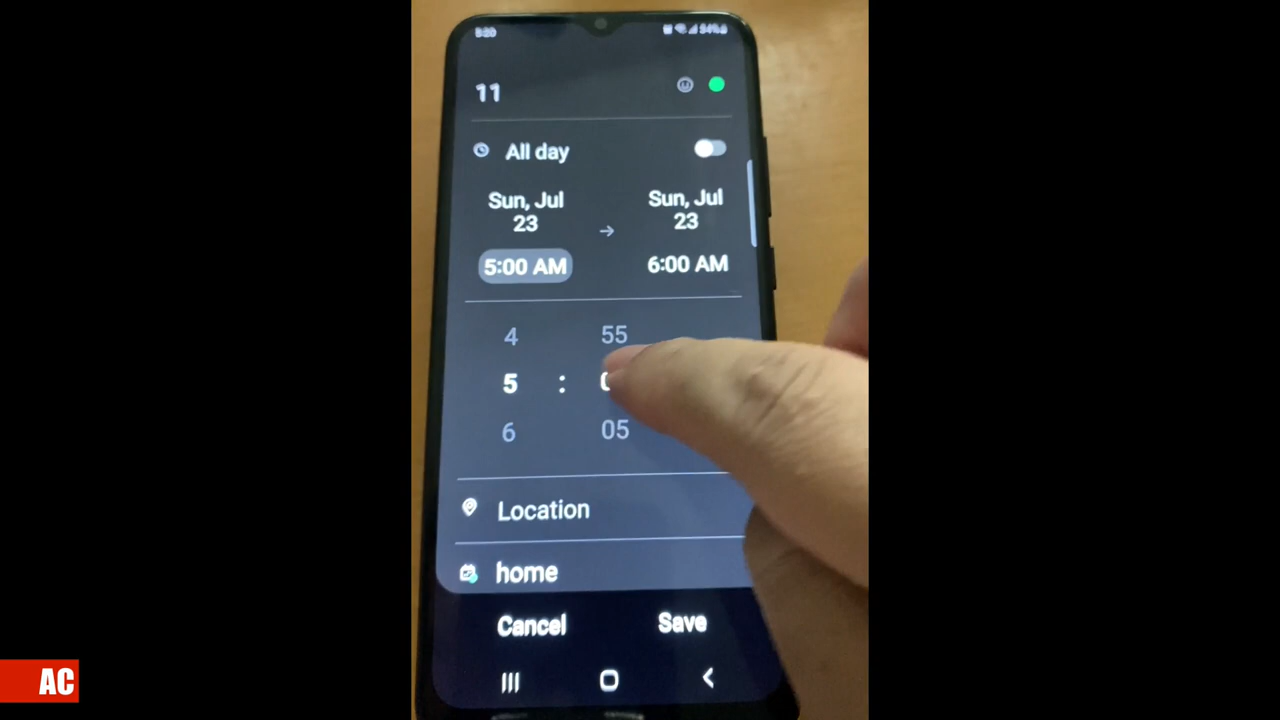 11
All day
Sun, Jul
23
Sun, Jul
23
5:00 AM
6:00 AM
4 55
5 :
6 05
Location
home
Cancel Save
AC